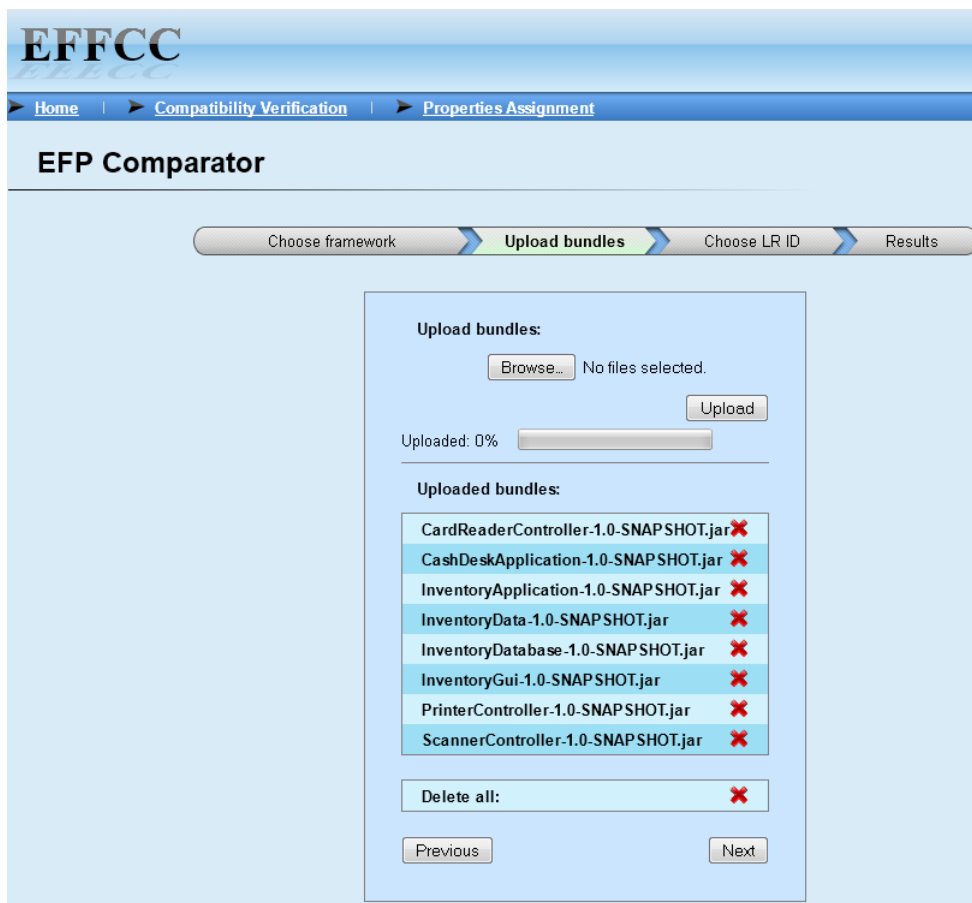 EFFCC
Home | Compatibility Verification | Properties Assignment
EFP Comparator
Choose framework Upload bundles Choose LR ID Results
Upload bundles:
Browse... No files selected.
Upload
Uploaded: 0%
Uploaded bundles:
CardReaderController-1.0-SNAPSHOT.jar
CashDeskApplication-1.0-SNAPSHOT.jar
InventoryApplication-1.0-SNAPSHOT.jar
InventoryData-1.0-SNAPSHOT.jar
InventoryDatabase-1.0-SNAPSHOT.jar
InventoryGui-1.0-SNAPSHOT.jar
PrinterController-1.0-SNAPSHOT.jar
ScannerController-1.0-SNAPSHOT.jar
Delete all:
Previous Next